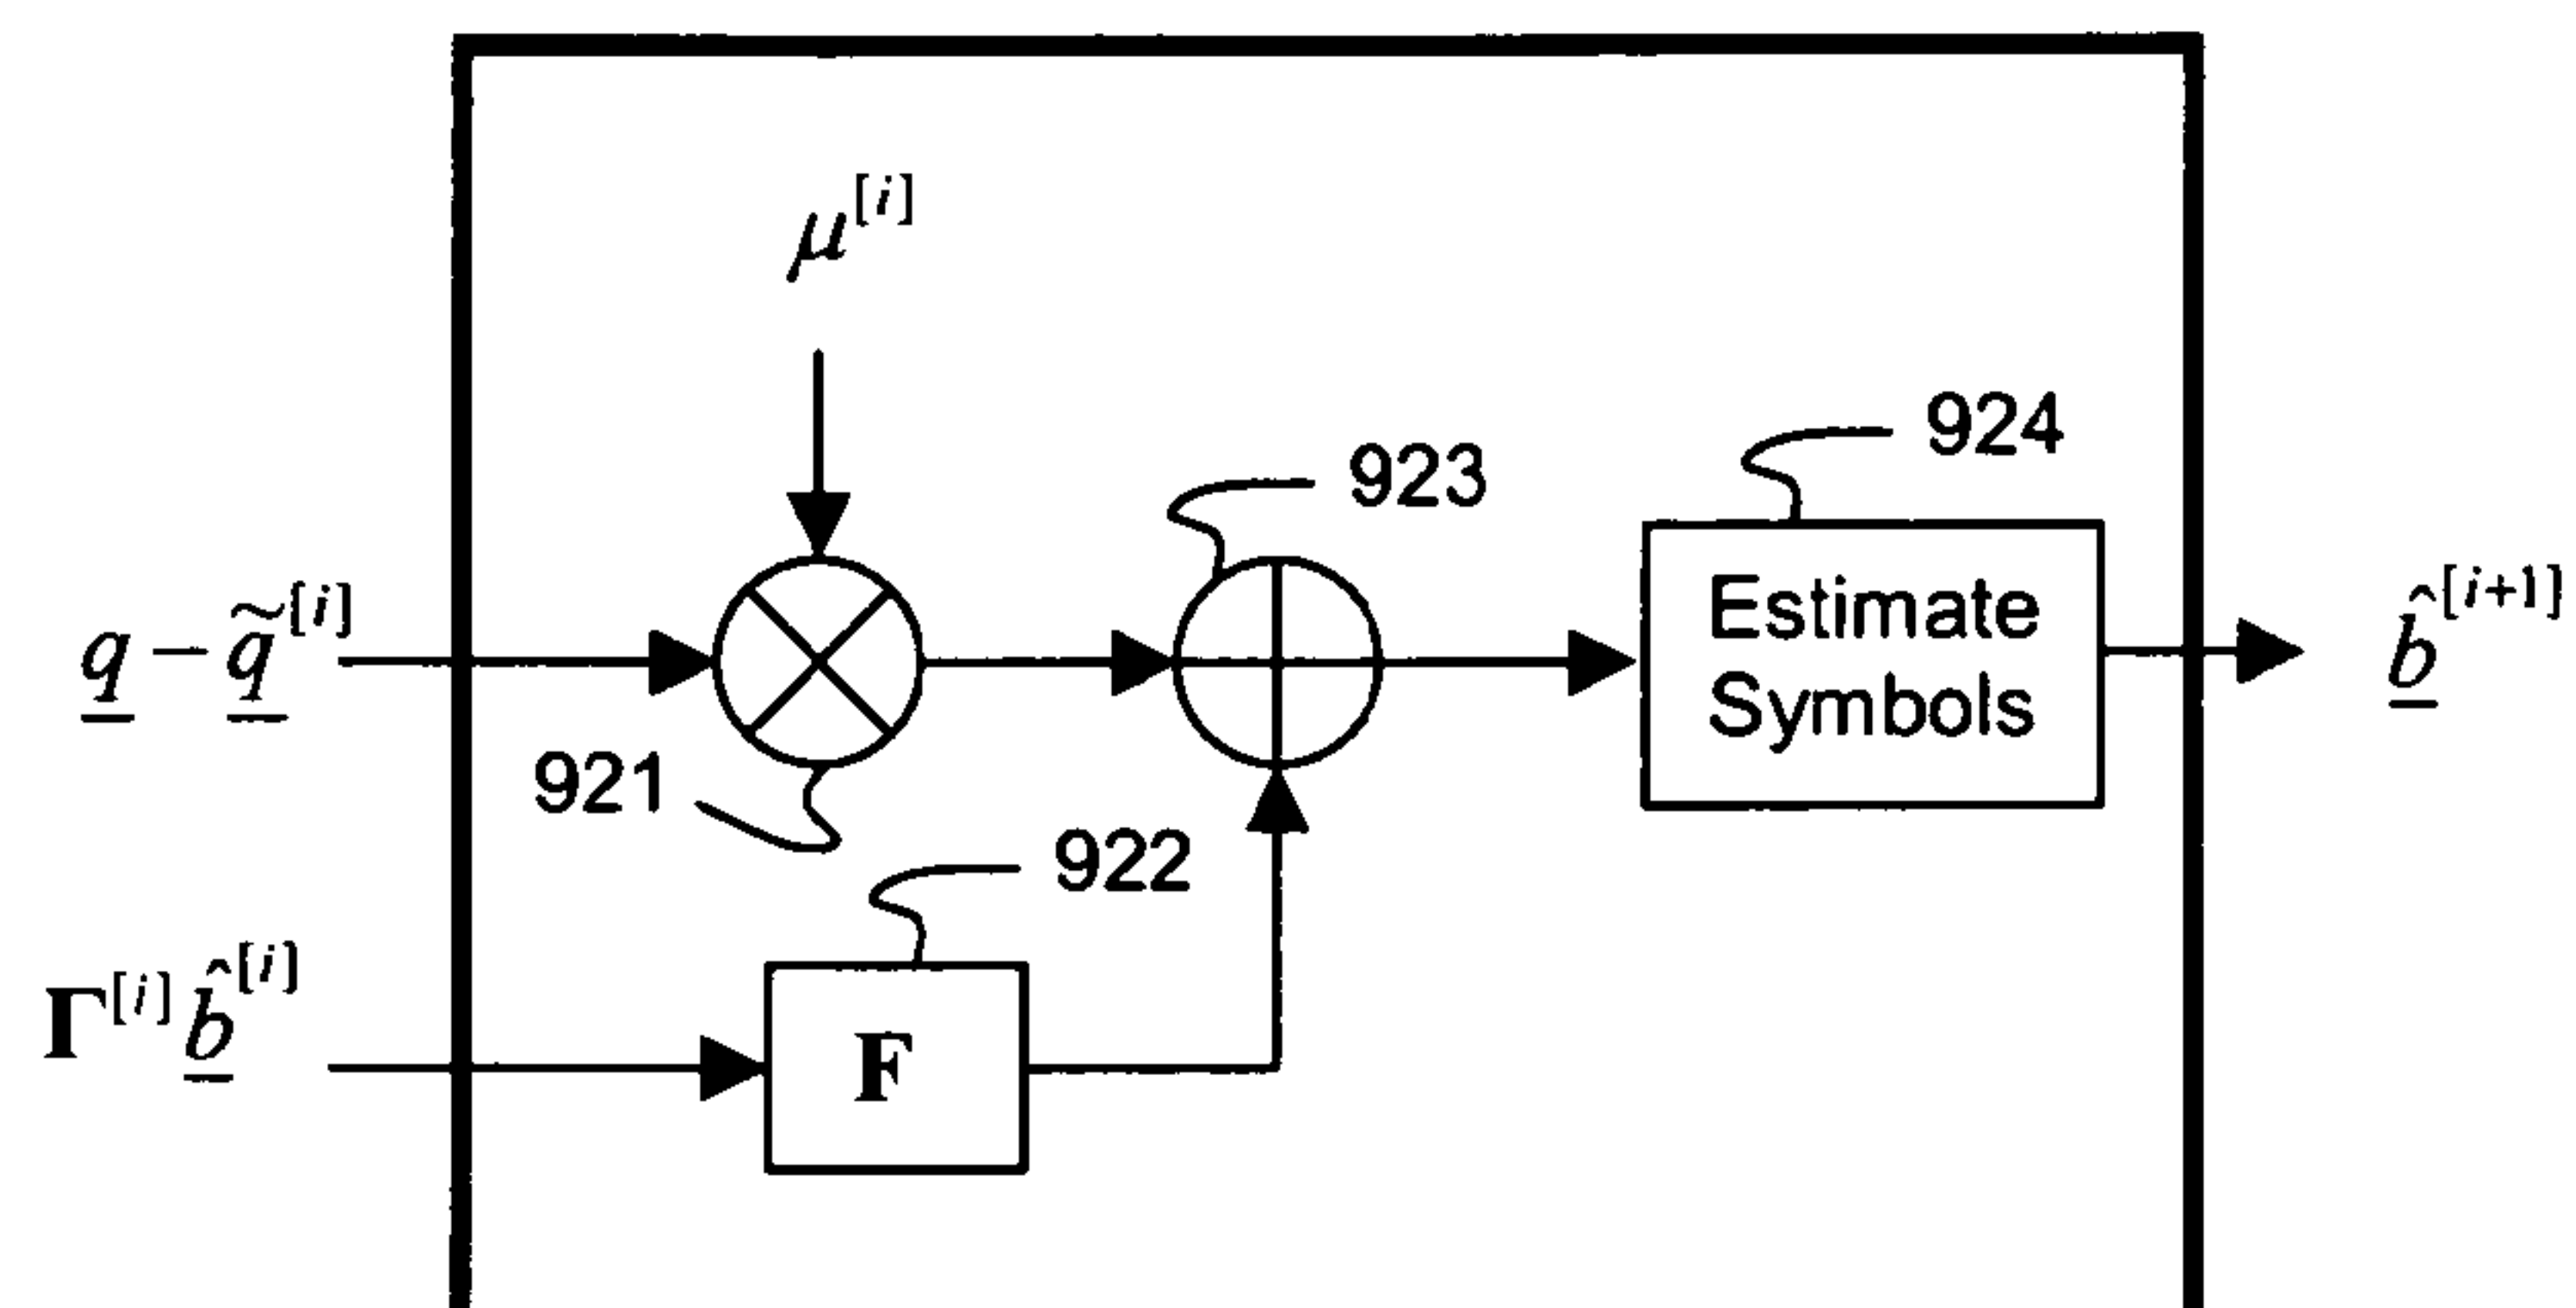 μ^[i]
924
923
q − q̃^[i]
Estimate
Symbols
b̂^[i+1]
921
922
Γ^[i] b̂^[i]
F